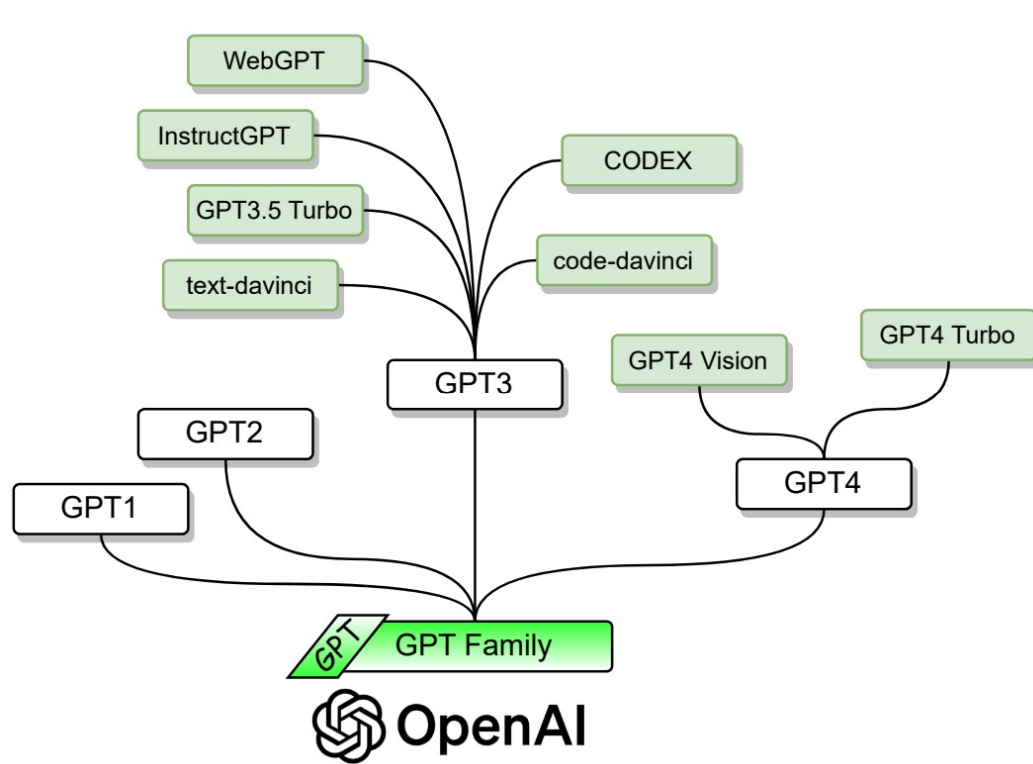 WebGPT
InstructGPT
CODEX
GPT3.5 Turbo
code-davinci
text-davinci
GPT4 Turbo
GPT4 Vision
GPT3
GPT2
GPT4
GPT1
GPT
GPT Family
OpenAI